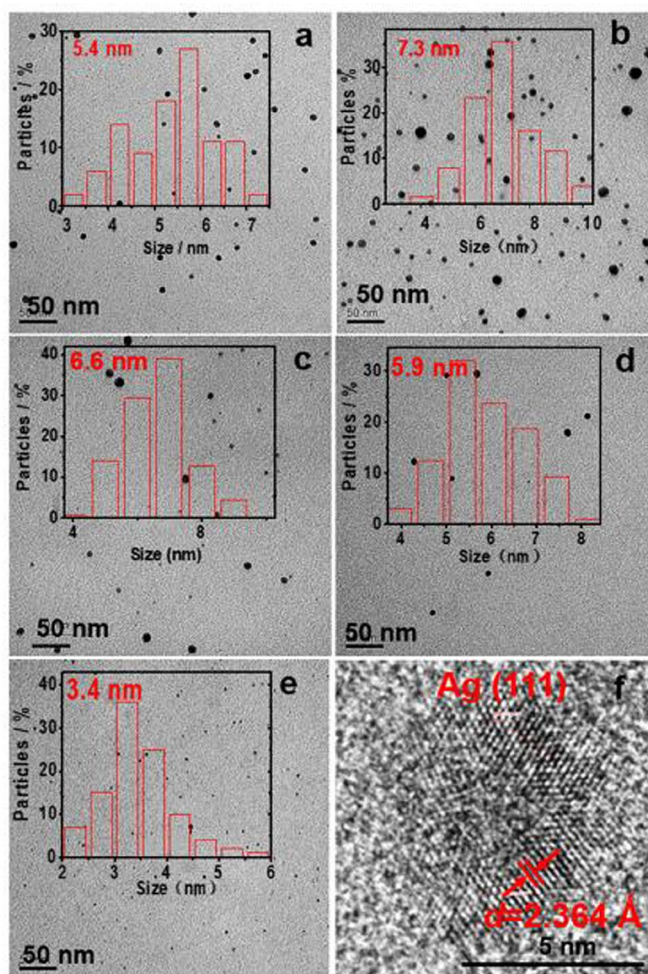 a
5.4 nm
Particles / %
30
20
10
0
3 4 5 6 7
Size / nm
50 nm
b
7.3 nm
Particles / %
30
20
10
0
4 6 8 10
Size (nm)
50 nm
c
6.6 nm
Particles / %
40
30
20
10
0
4 8
Size (nm)
50 nm
d
5.9 nm
Particles / %
30
20
10
0
4 5 6 7 8
Size (nm)
50 nm
e
3.4 nm
Particles / %
40
30
20
10
0
2 3 4 5 6
Size (nm)
50 nm
f
Ag (111)
d=2.364 Å
5 nm